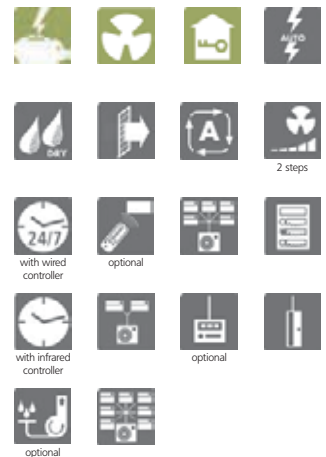 AUTO
DRY
A
2 steps
24/7
with wired
controller
optional
with infrared
controller
optional
optional